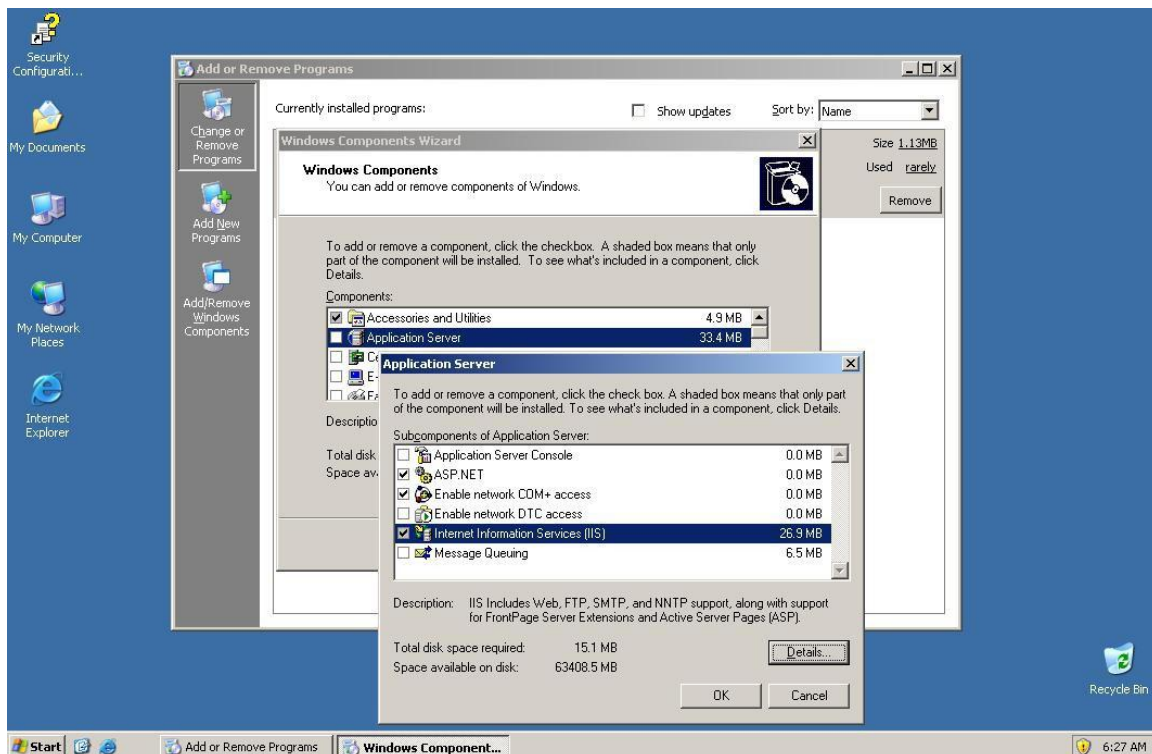 Security
Configurati...
My Documents
My Computer
My Network
Places
Internet
Explorer
Recycle Bin
Add or Remove Programs
Change or
Remove
Programs
Add New
Programs
Add/Remove
Windows
Components
Currently installed programs:
Show updates
Sort by: Name
Size 1.13MB
Used rarely
Remove
Windows Components Wizard
Windows Components
You can add or remove components of Windows.
To add or remove a component, click the checkbox. A shaded box means that only
part of the component will be installed. To see what's included in a component, click
Details.
Components:
Accessories and Utilities 4.9 MB
Application Server 33.4 MB
Ce
E-
Fa
Descriptio
Total disk
Space av
Application Server
To add or remove a component, click the check box. A shaded box means that only part
of the component will be installed. To see what's included in a component, click Details.
Subcomponents of Application Server:
Application Server Console 0.0 MB
ASP.NET 0.0 MB
Enable network COM+ access 0.0 MB
Enable network DTC access 0.0 MB
Internet Information Services (IIS) 26.9 MB
Message Queuing 6.5 MB
Description: IIS Includes Web, FTP, SMTP, and NNTP support, along with support
for FrontPage Server Extensions and Active Server Pages (ASP).
Total disk space required: 15.1 MB
Space available on disk: 63408.5 MB
Details...
OK Cancel
Start Add or Remove Programs Windows Component... 6:27 AM